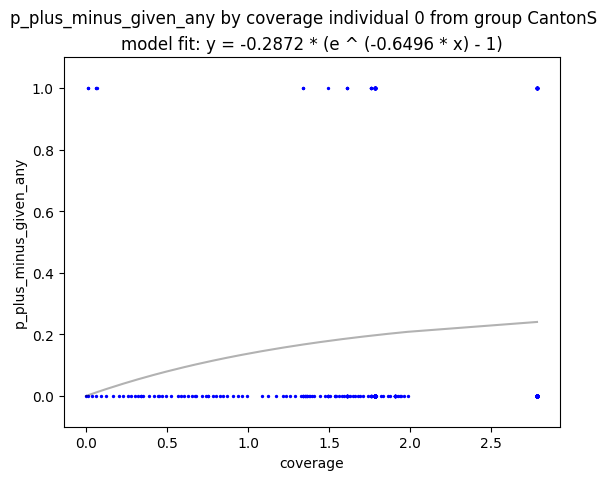 p_plus_minus_given_any by coverage individual 0 from group CantonS
model fit: y = -0.2872 * (e ^ (-0.6496 * x) - 1)
p_plus_minus_given_any
1.0
0.8
0.6
0.4
0.2
0.0
0.0 0.5 1.0 1.5 2.0 2.5
coverage